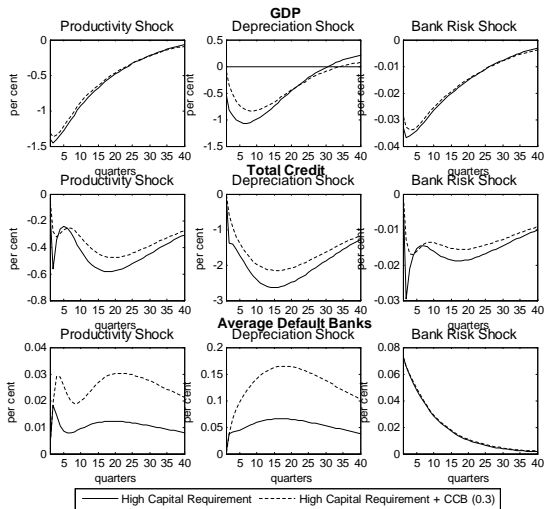 GDP
Productivity Shock Depreciation Shock Bank Risk Shock
0 0.5 0
0 -0.01
-0.5 -0.02
-0.5
-1 -0.03
-1
-1.5 -1.5 -0.04
per cent per cent per cent
5 10 15 20 25 30 35 40 5 10 15 20 25 30 35 40 5 10 15 20 25 30 35 40
quarters quarters quarters
Total Credit
Productivity Shock Depreciation Shock Bank Risk Shock
0 0 0
-0.2 -1 -0.01
-0.4
-0.6 -2 -0.02
-0.8 -3 -0.03
per cent per cent per cent
5 10 15 20 25 30 35 40 5 10 15 20 25 30 35 40 5 10 15 20 25 30 35 40
quarters quarters quarters
Average Default Banks
Productivity Shock Depreciation Shock Bank Risk Shock
0.04 0.2 0.08
0.03 0.15 0.06
0.02 0.1 0.04
0.01 0.05 0.02
0 0 0
per cent per cent per cent
5 10 15 20 25 30 35 40 5 10 15 20 25 30 35 40 5 10 15 20 25 30 35 40
quarters quarters quarters
High Capital Requirement High Capital Requirement + CCB (0.3)